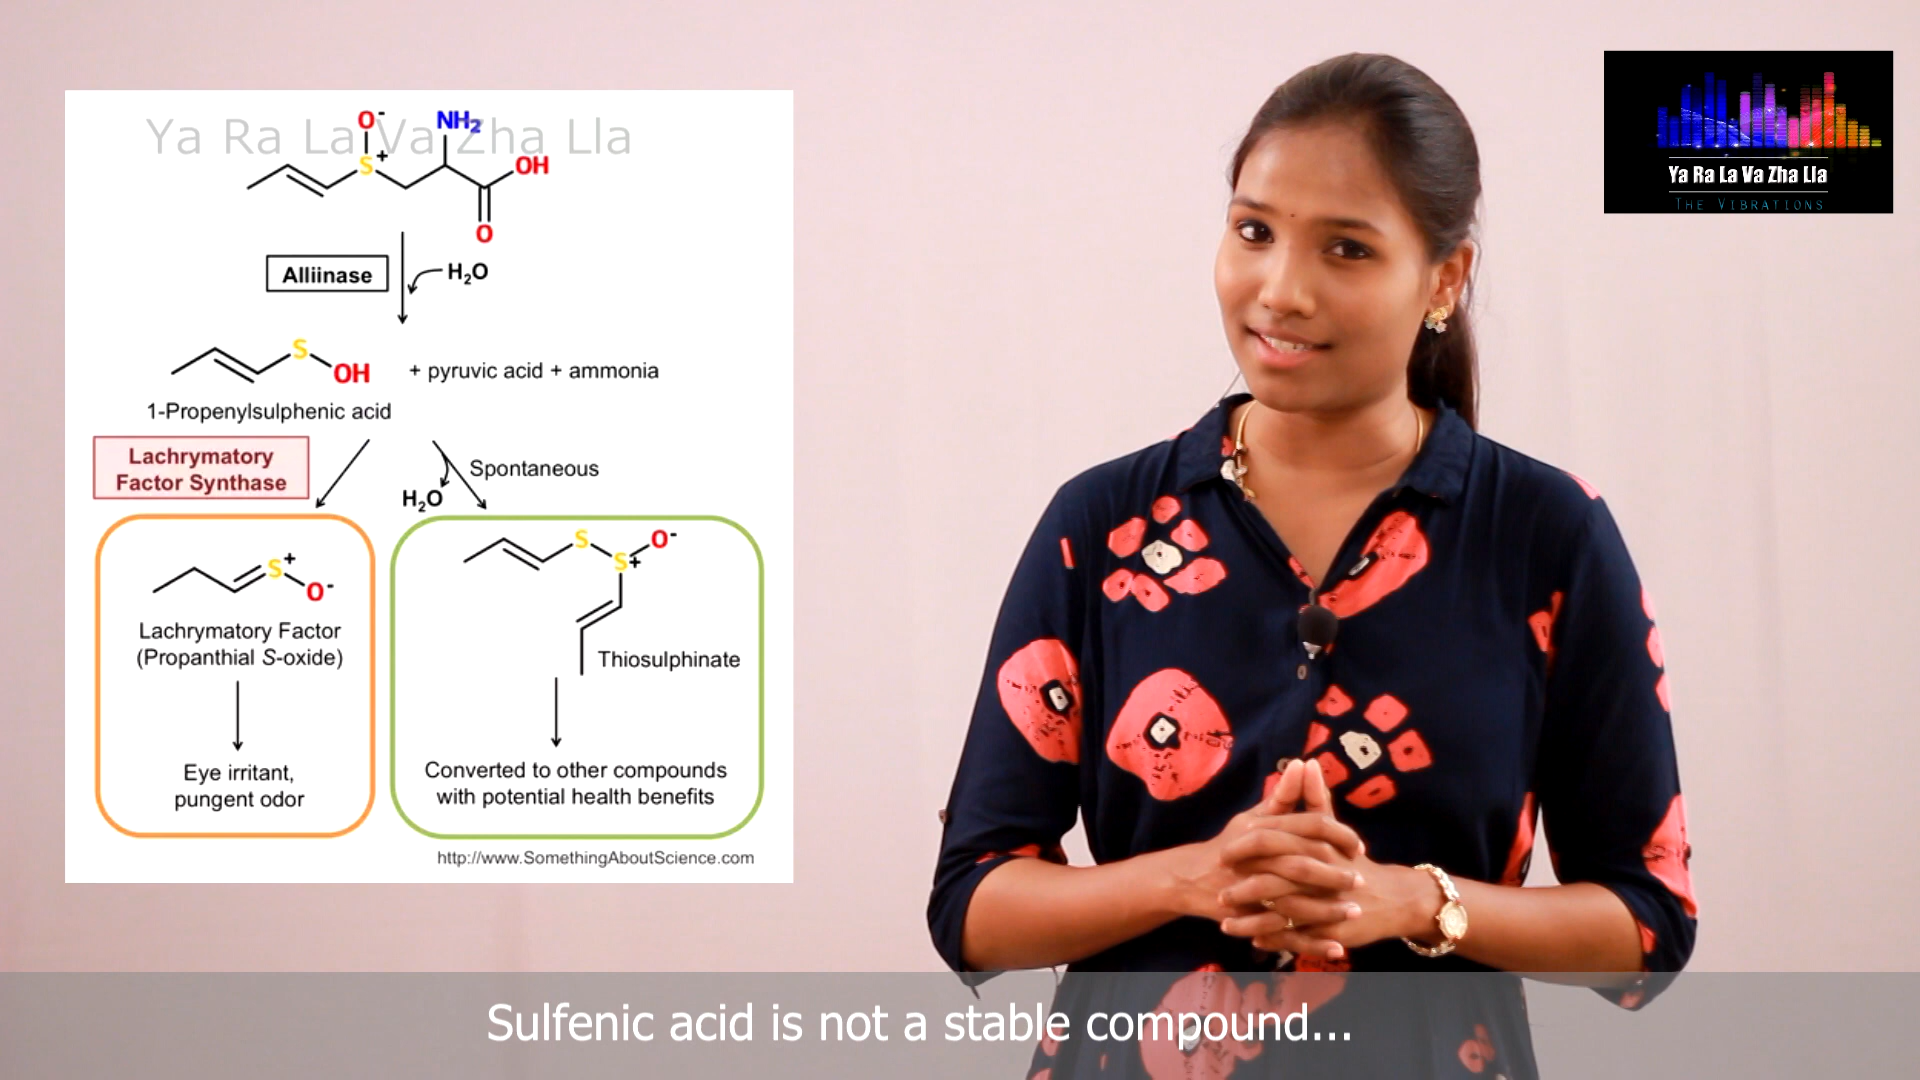 Ya Ra La Va Zha Lla
O-
NH2
S+
OH
O
Alliinase
H2O
S
OH
+ pyruvic acid + ammonia
1-Propenylsulphenic acid
Lachrymatory
Factor Synthase
Spontaneous
H2O
S+
O-
Lachrymatory Factor
(Propanthial S-oxide)
Eye irritant,
pungent odor
S
S+
O-
Thiosulphinate
Converted to other compounds
with potential health benefits
http://www.SomethingAboutScience.com
Ya Ra La Va Zha Lla
THE VIBRATIONS
Sulfenic acid is not a stable compound...